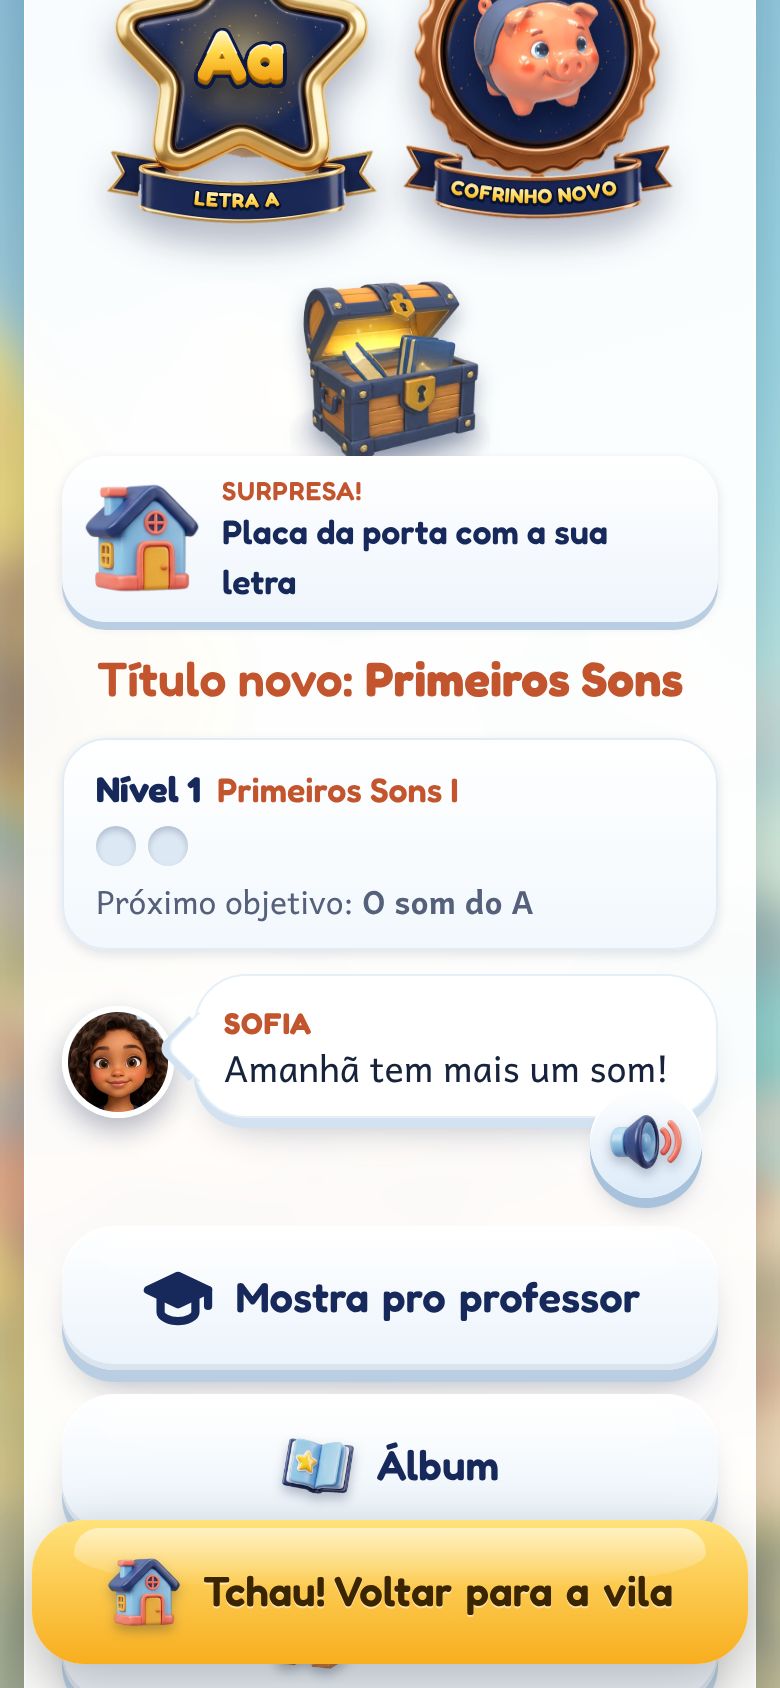 Aa
LETRA A
COFRINHO NOVO
SURPRESA!
Placa da porta com a sua
letra
Título novo: Primeiros Sons
Nível 1 Primeiros Sons I
Próximo objetivo: O som do A
SOFIA
Amanhã tem mais um som!
Mostra pro professor
Álbum
Tchau! Voltar para a vila